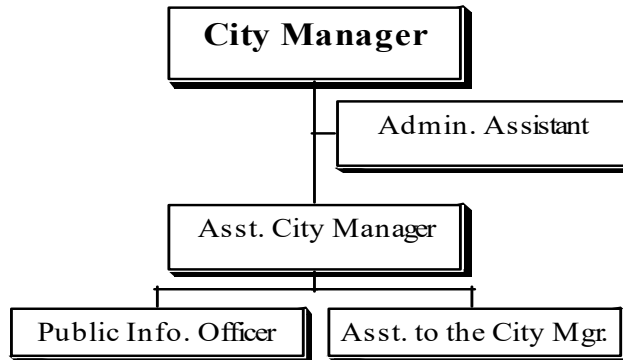 City Manager
Admin. Assistant
Asst. City Manager
Public Info. Officer
Asst. to the City Mgr.